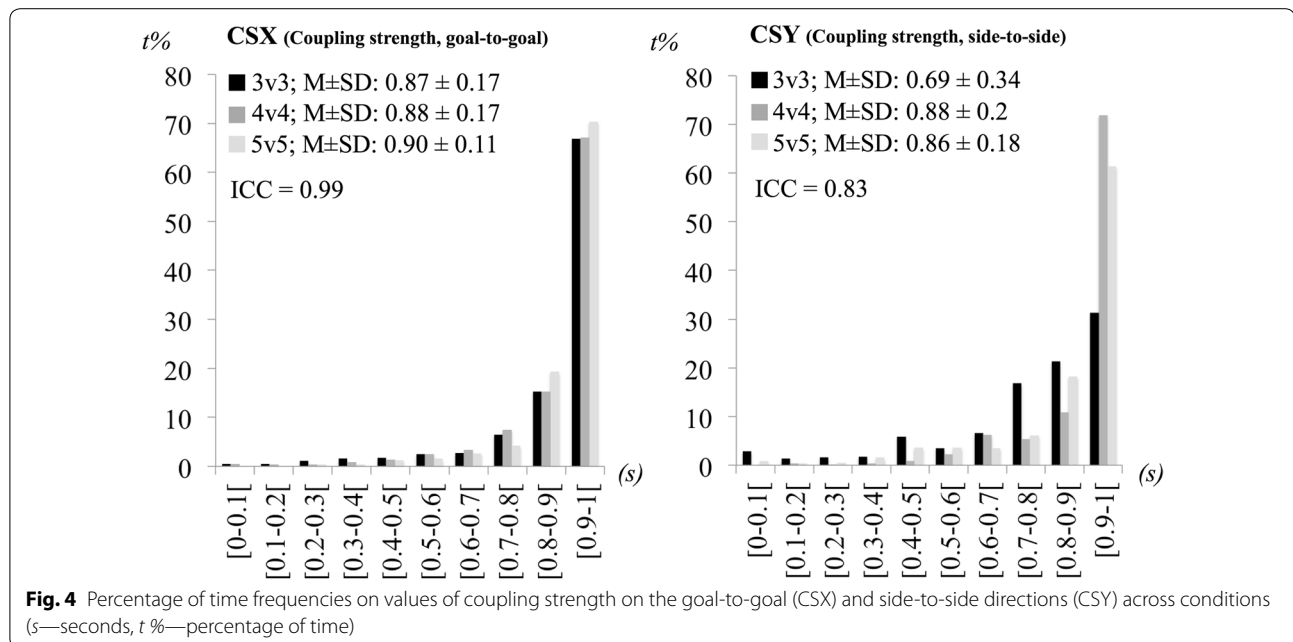 t%
CSX (Coupling strength, goal-to-goal)
80
70
60
50
40
30
20
10
0
3v3; M±SD: 0.87 ± 0.17
4v4; M±SD: 0.88 ± 0.17
5v5; M±SD: 0.90 ± 0.11
ICC = 0.99
(s)
[0-0.1[
[0.1-0.2[
[0.2-0.3[
[0.3-0.4[
[0.4-0.5[
[0.5-0.6[
[0.6-0.7[
[0.7-0.8[
[0.8-0.9[
[0.9-1[
t%
CSY (Coupling strength, side-to-side)
80
70
60
50
40
30
20
10
0
3v3; M±SD: 0.69 ± 0.34
4v4; M±SD: 0.88 ± 0.2
5v5; M±SD: 0.86 ± 0.18
ICC = 0.83
(s)
[0-0.1[
[0.1-0.2[
[0.2-0.3[
[0.3-0.4[
[0.4-0.5[
[0.5-0.6[
[0.6-0.7[
[0.7-0.8[
[0.8-0.9[
[0.9-1[
Fig. 4 Percentage of time frequencies on values of coupling strength on the goal-to-goal (CSX) and side-to-side directions (CSY) across conditions
(s—seconds, t %—percentage of time)